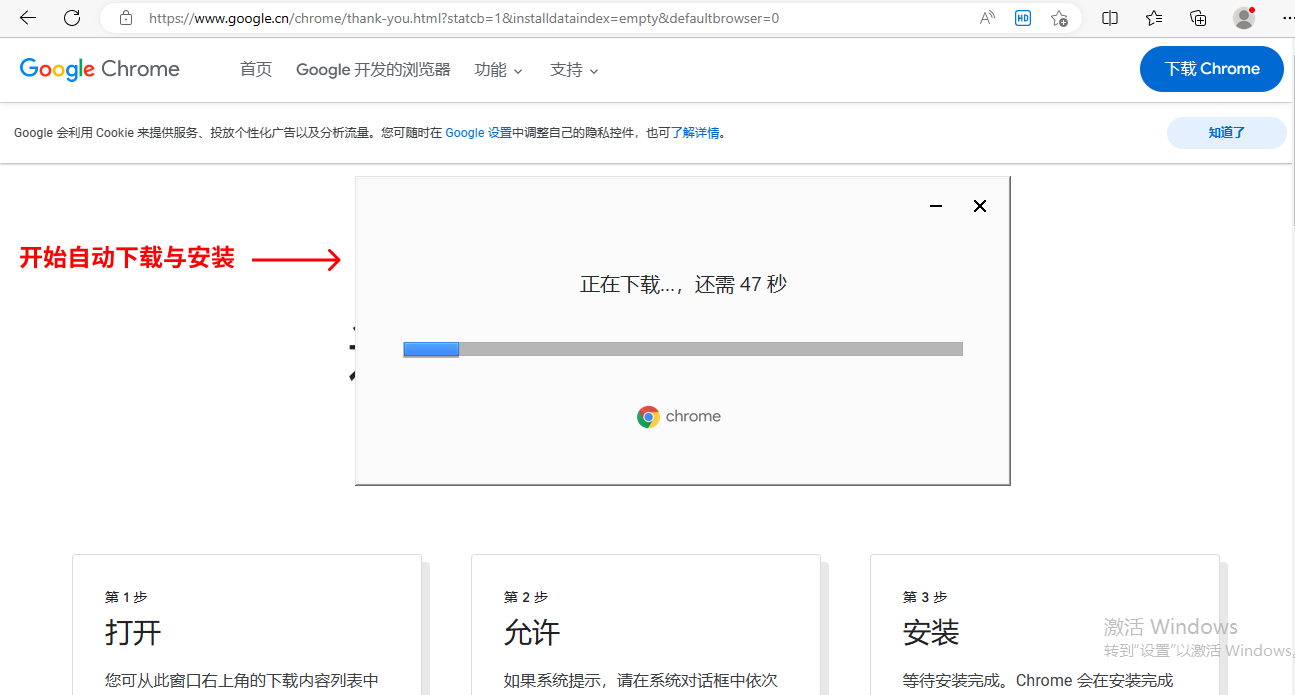 https://www.google.cn/chrome/thank-you.html?statcb=1&installdataindex=empty&defaultbrowser=0
HD
Google Chrome
首页
Google 开发的浏览器
功能
支持
下载 Chrome
Google 会利用 Cookie 来提供服务、投放个性化广告以及分析流量。您可随时在 Google 设置中调整自己的隐私控件，也可了解详情。
知道了
开始自动下载与安装
正在下载...，还需 47 秒
chrome
第 1 步
打开
您可从此窗口右上角的下载内容列表中
第 2 步
允许
如果系统提示，请在系统对话框中依次
第 3 步
安装
等待安装完成。Chrome 会在安装完成
激活 Windows
转到"设置"以激活 Windows。